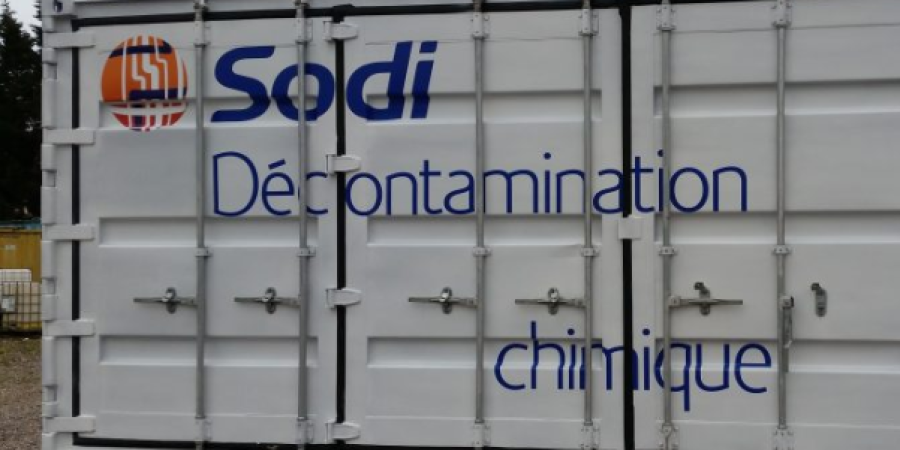 Sodi
Décontamination
chimique